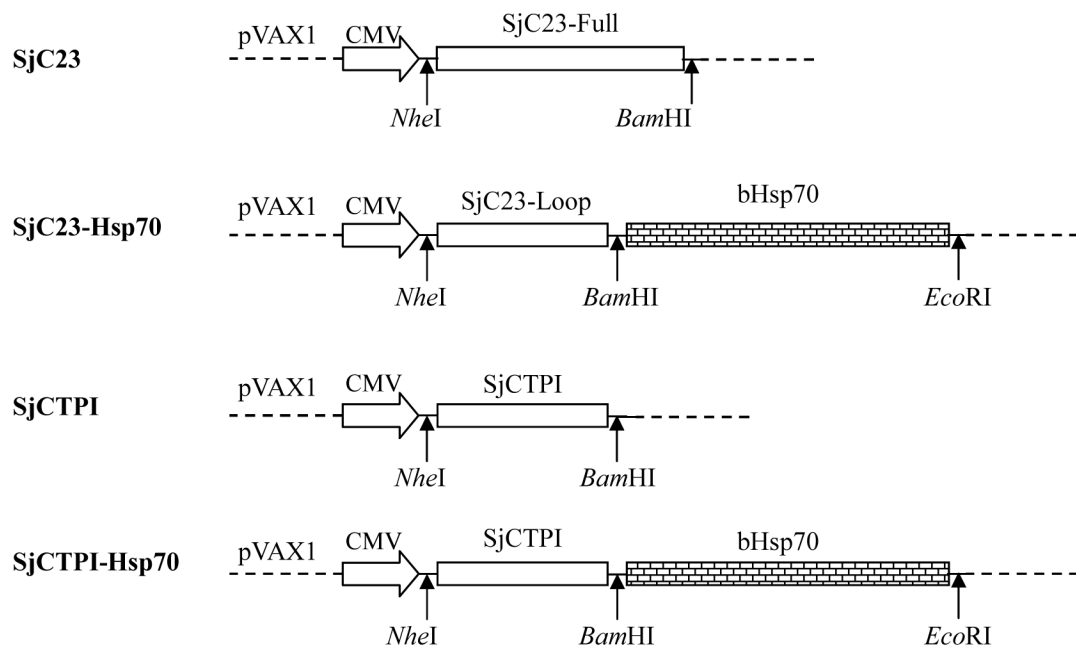 SjC23 pVAX1 CMV SjC23-Full
NheI BamHI
SjC23-Hsp70 pVAX1 CMV SjC23-Loop bHsp70
NheI BamHI EcoRI
SjCTPI pVAX1 CMV SjCTPI
NheI BamHI
SjCTPI-Hsp70 pVAX1 CMV SjCTPI bHsp70
NheI BamHI EcoRI